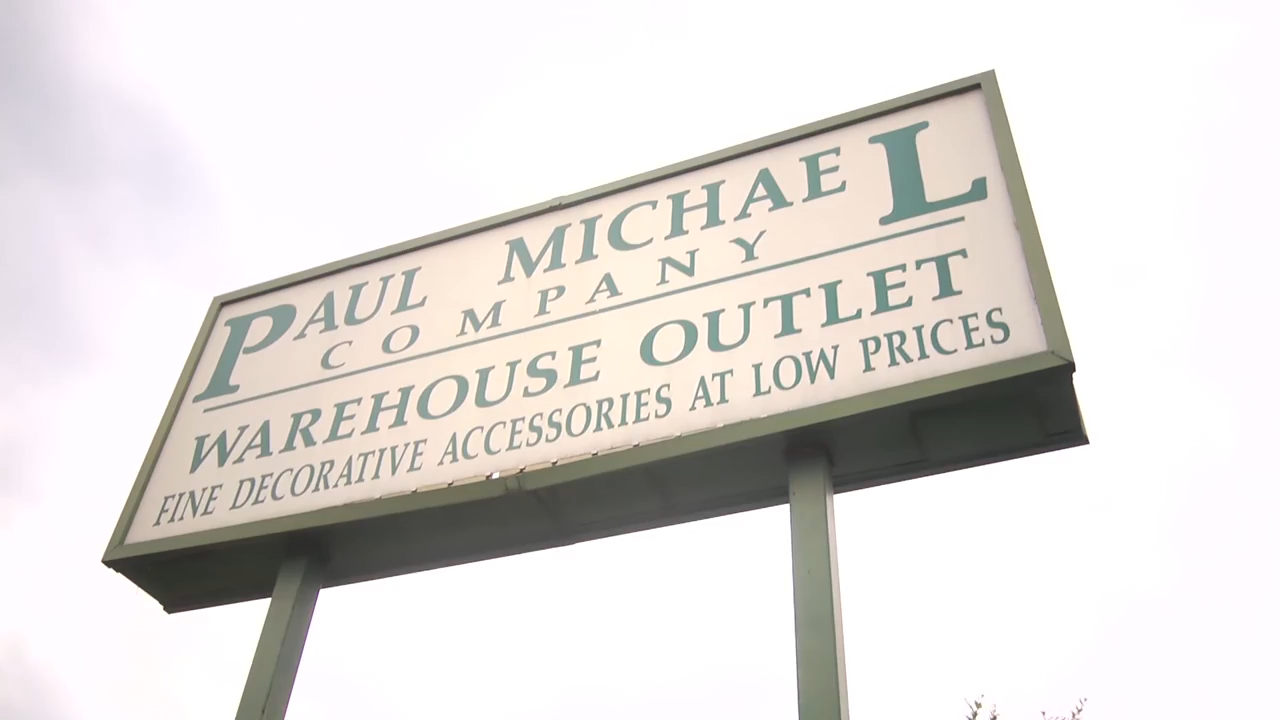 PAUL MICHAEL
COMPANY
WAREHOUSE OUTLET
FINE DECORATIVE ACCESSORIES AT LOW PRICES